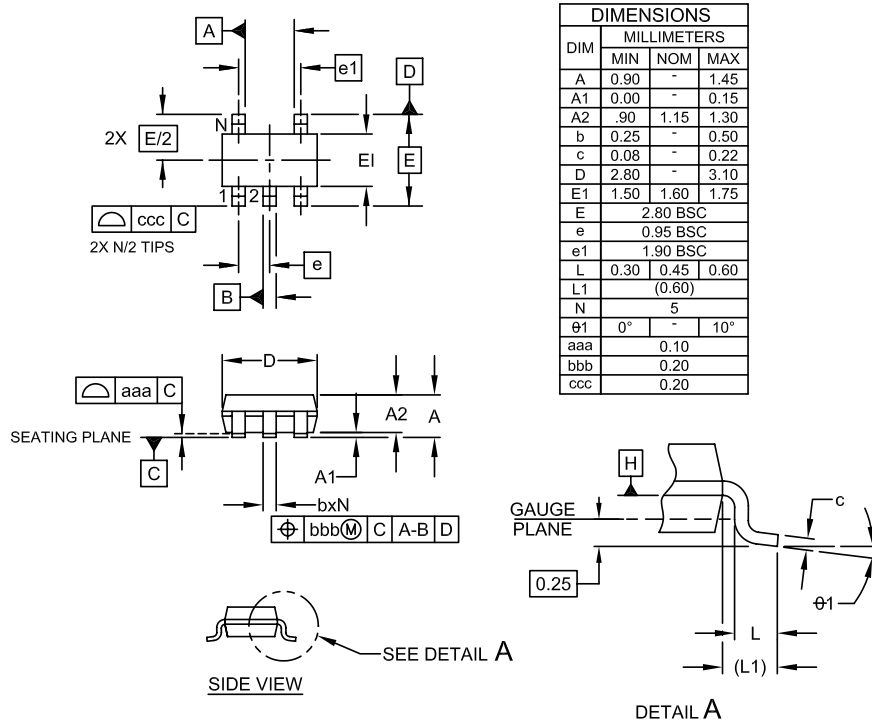 A
e1
D
N
2X E/2
E1
E
1 2
ccc C
2X N/2 TIPS
e
B
DIMENSIONS
DIM MILLIMETERS
MIN NOM MAX
A 0.90 - 1.45
A1 0.00 - 0.15
A2 .90 1.15 1.30
b 0.25 - 0.50
c 0.08 - 0.22
D 2.80 - 3.10
E1 1.50 1.60 1.75
E 2.80 BSC
e 0.95 BSC
e1 1.90 BSC
L 0.30 0.45 0.60
L1 (0.60)
N 5
θ1 0° - 10°
aaa 0.10
bbb 0.20
ccc 0.20
D
aaa C
A2 A
SEATING PLANE
C
A1
bxN
⌖ bbbⓂ C A-B D
SEE DETAIL A
SIDE VIEW
H
c
GAUGE
PLANE
0.25
θ1
L
(L1)
DETAIL A